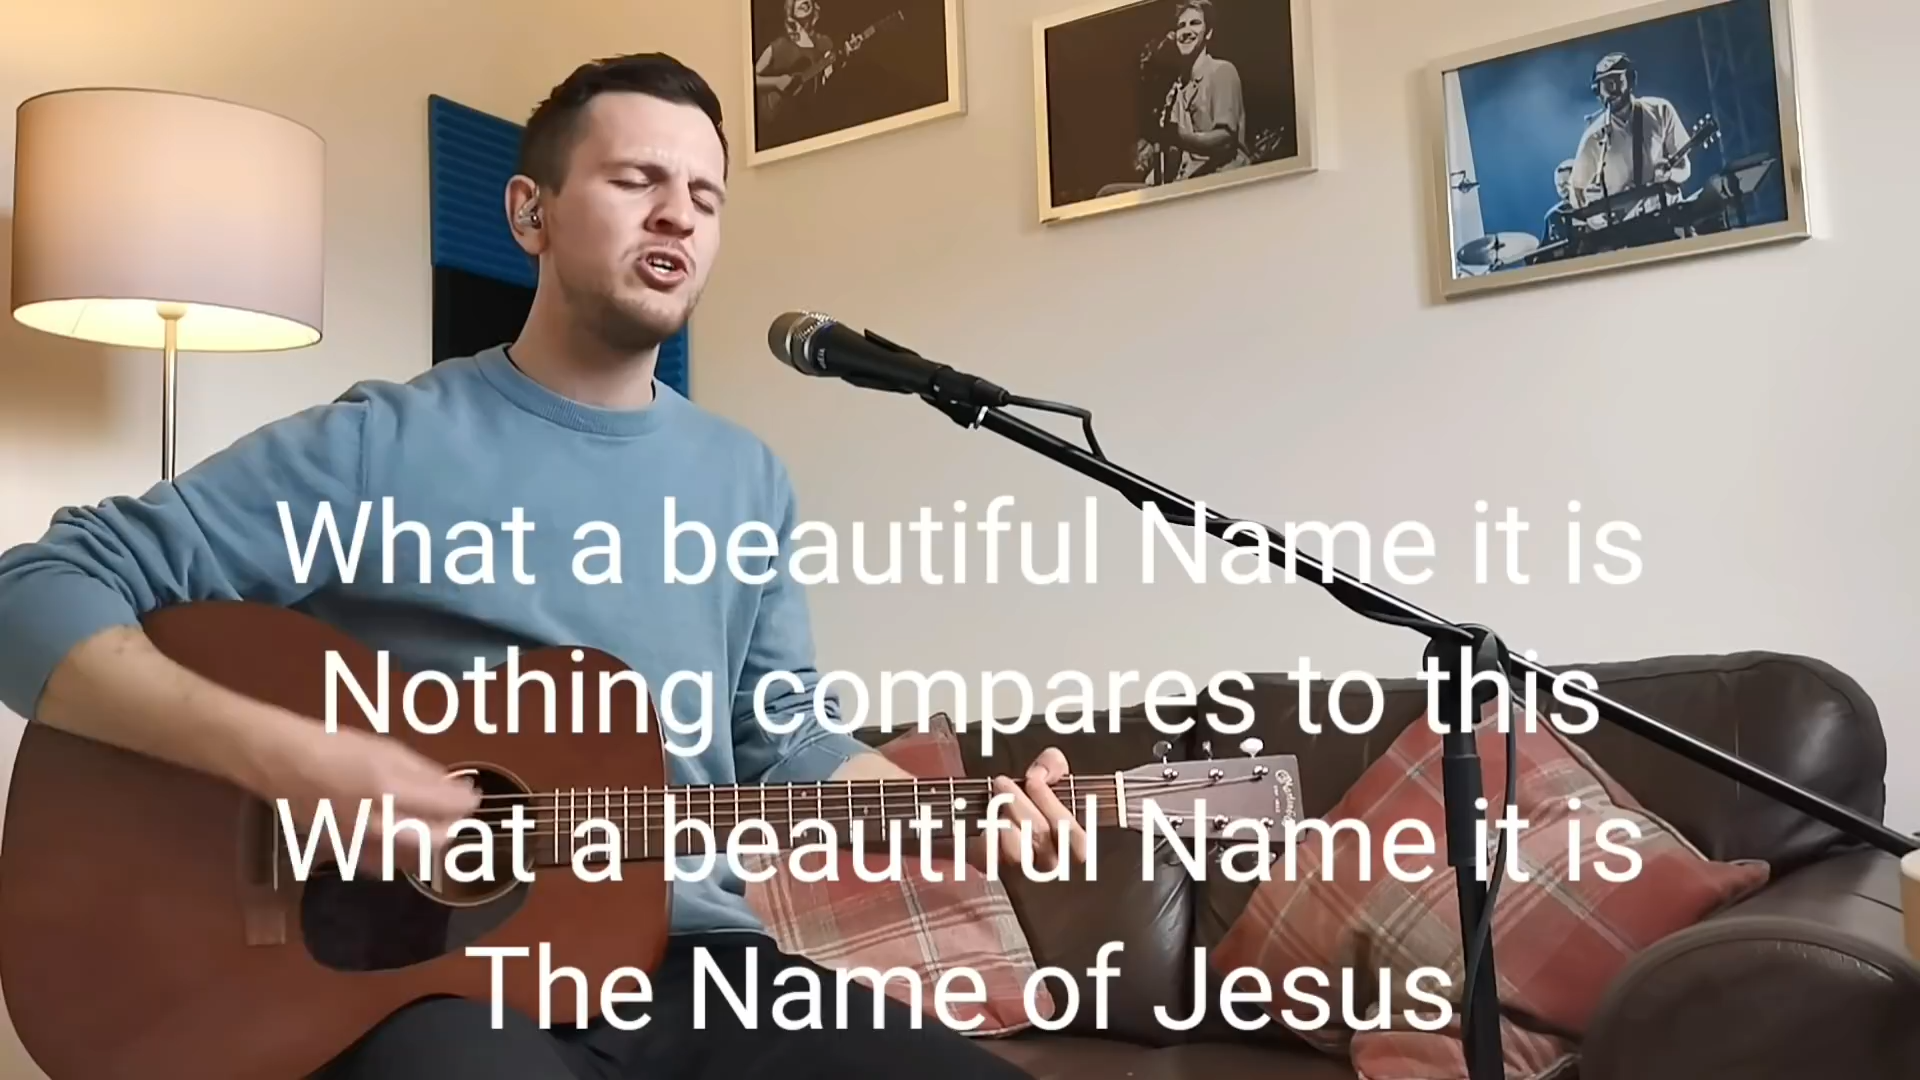 What a beautiful Name it is
Nothing compares to this
What a beautiful Name it is
The Name of Jesus